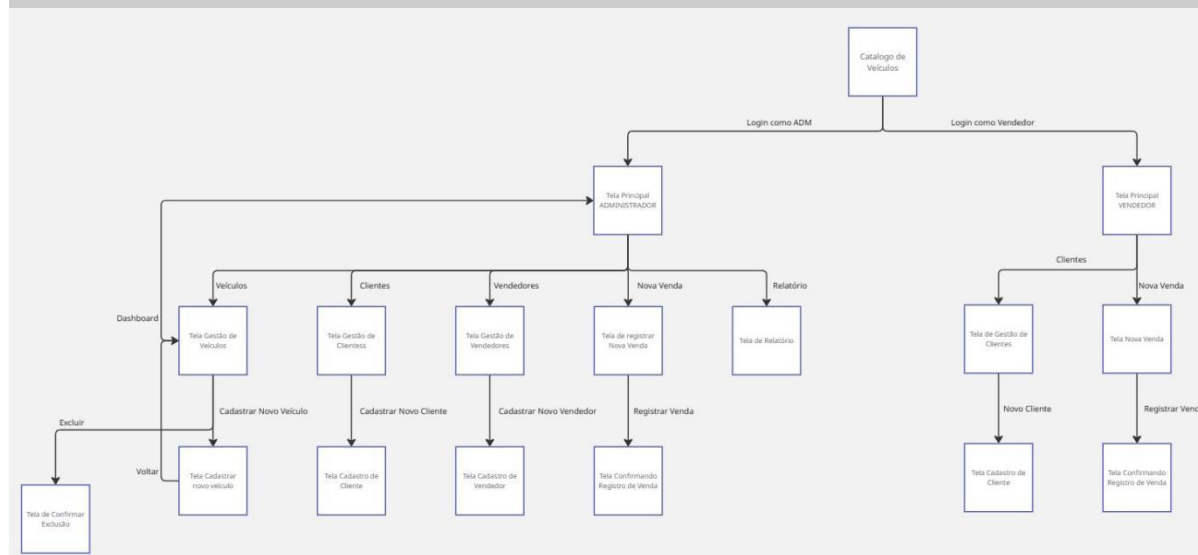 Catalogo de
Veículos
Login como ADM
Login como Vendedor
Tela Principal
ADMINISTRADOR
Tela Principal
VENDEDOR
Clientes
Veículos
Clientes
Vendedores
Nova Venda
Relatório
Nova Venda
Dashboard
Tela Gestão de
Veículos
Tela Gestão de
Clientess
Tela Gestão de
Vendedores
Tela de registrar
Nova Venda
Tela de Relatório
Tela de Gestão de
Clientes
Tela Nova Venda
Cadastrar Novo Veículo
Cadastrar Novo Cliente
Cadastrar Novo Vendedor
Registrar Venda
Novo Cliente
Registrar Vend
Excluir
Voltar
Tela Cadastrar
novo veículo
Tela Cadastro de
Cliente
Tela Cadastro de
Vendedor
Tela Confirmando
Registro de Venda
Tela Cadastro de
Cliente
Tela Confirmando
Registro de Venda
Tela de Confirmar
Exclusão